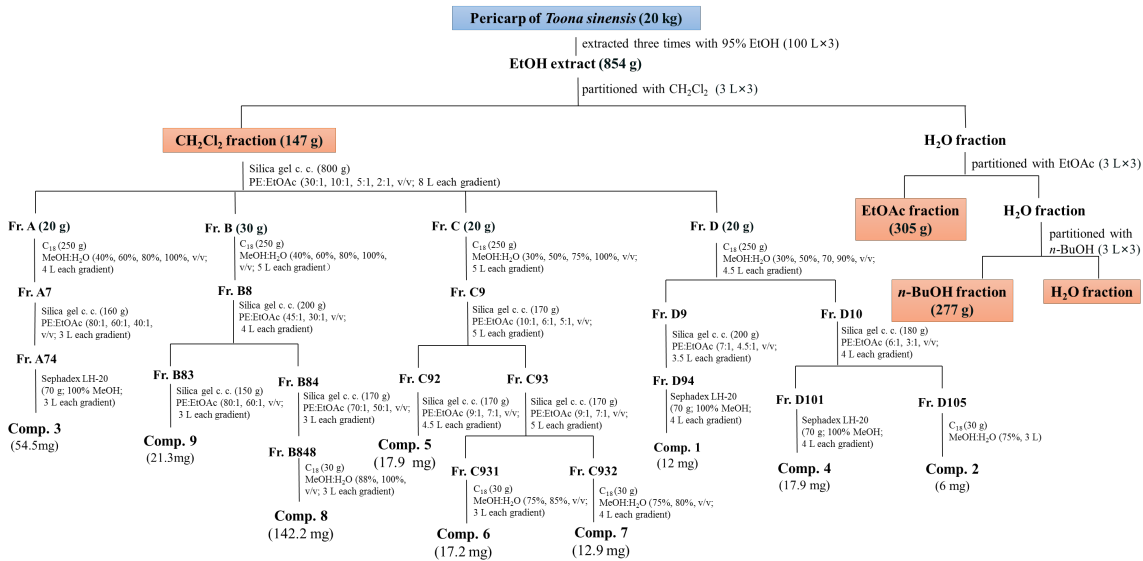 Pericarp of Toona sinensis (20 kg)
extracted three times with 95% EtOH (100 L×3)
EtOH extract (854 g)
partitioned with CH₂Cl₂ (3 L×3)
CH₂Cl₂ fraction (147 g)
H₂O fraction
Silica gel c. c. (800 g)
PE:EtOAc (30:1, 10:1, 5:1, 2:1, v/v; 8 L each gradient)
partitioned with EtOAc (3 L×3)
EtOAc fraction
(305 g)
H₂O fraction
partitioned with
n-BuOH (3 L×3)
n-BuOH fraction
(277 g)
H₂O fraction
Fr. A (20 g)
C₁₈ (250 g)
MeOH:H₂O (40%, 60%, 80%, 100%, v/v;
4 L each gradient)
Fr. A7
Silica gel c. c. (160 g)
PE:EtOAc (80:1, 60:1, 40:1,
v/v; 3 L each gradient)
Fr. A74
Sephadex LH-20
(70 g; 100% MeOH;
3 L each gradient)
Comp. 3
(54.5mg)
Fr. B (30 g)
C₁₈ (250 g)
MeOH:H₂O (40%, 60%, 80%, 100%,
v/v; 5 L each gradient)
Fr. B8
Silica gel c. c. (200 g)
PE:EtOAc (45:1, 30:1, v/v;
4 L each gradient)
Fr. B83
Silica gel c. c. (150 g)
PE:EtOAc (80:1, 60:1, v/v;
3 L each gradient)
Comp. 9
(21.3mg)
Fr. B84
Silica gel c. c. (170 g)
PE:EtOAc (70:1, 50:1, v/v;
3 L each gradient)
Fr. B848
C₁₈ (30 g)
MeOH:H₂O (88%, 100%,
v/v; 3 L each gradient)
Comp. 8
(142.2 mg)
Fr. C (20 g)
C₁₈ (250 g)
MeOH:H₂O (30%, 50%, 75%, 100%, v/v;
5 L each gradient)
Fr. C9
Silica gel c. c. (170 g)
PE:EtOAc (10:1, 6:1, 5:1, v/v;
5 L each gradient)
Fr. C92
Silica gel c. c. (170 g)
PE:EtOAc (9:1, 7:1, v/v;
4.5 L each gradient)
Comp. 5
(17.9 mg)
Fr. C93
Silica gel c. c. (170 g)
PE:EtOAc (9:1, 7:1, v/v;
5 L each gradient)
Fr. C931
C₁₈ (30 g)
MeOH:H₂O (75%, 85%, v/v;
3 L each gradient)
Comp. 6
(17.2 mg)
Fr. C932
C₁₈ (30 g)
MeOH:H₂O (75%, 80%, v/v;
4 L each gradient)
Comp. 7
(12.9 mg)
Fr. D (20 g)
C₁₈ (250 g)
MeOH:H₂O (30%, 50%, 70, 90%, v/v;
4.5 L each gradient)
Fr. D9
Silica gel c. c. (200 g)
PE:EtOAc (7:1, 4.5:1, v/v;
3.5 L each gradient)
Fr. D94
Sephadex LH-20
(70 g; 100% MeOH;
4 L each gradient)
Comp. 1
(12 mg)
Fr. D10
Silica gel c. c. (180 g)
PE:EtOAc (6:1, 3:1, v/v;
4 L each gradient)
Fr. D101
Sephadex LH-20
(70 g; 100% MeOH;
4 L each gradient)
Comp. 4
(17.9 mg)
Fr. D105
C₁₈ (30 g)
MeOH:H₂O (75%, 3 L)
Comp. 2
(6 mg)